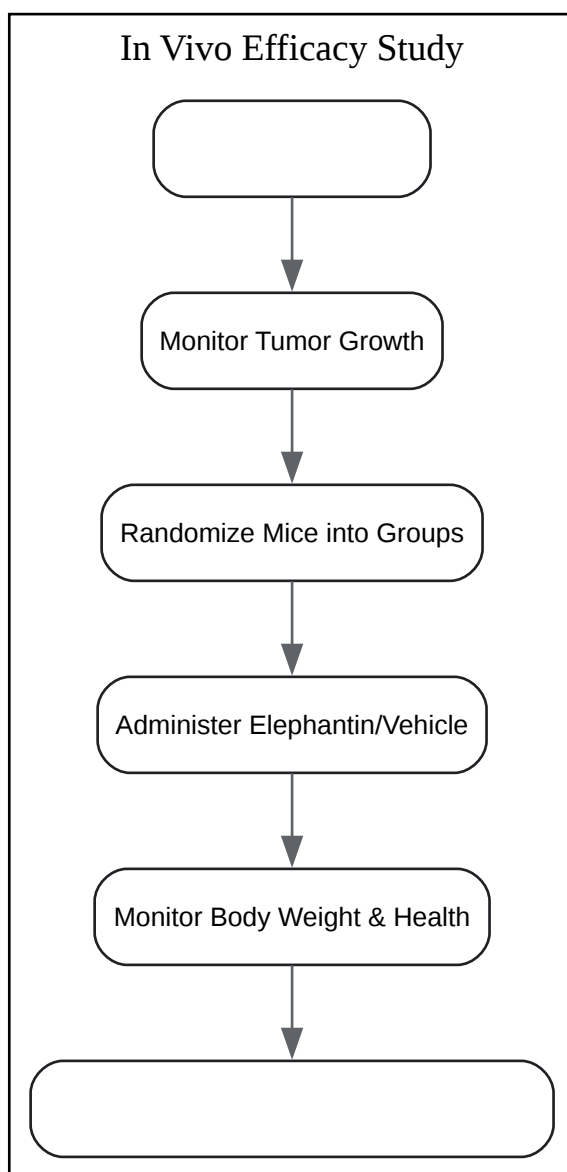 In Vivo Efficacy Study
Monitor Tumor Growth
Randomize Mice into Groups
Administer Elephantin/Vehicle
Monitor Body Weight & Health